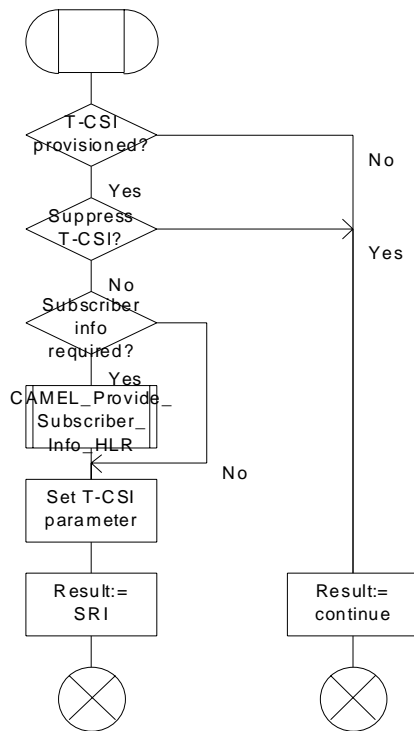 T-CSI
provisioned?
No
Yes
Suppress
T-CSI?
Yes
No
Subscriber
info
required?
Yes
CAMEL_Provide_
Subscriber_
Info_HLR
No
Set T-CSI
parameter
Result:=
SRI
Result:=
continue